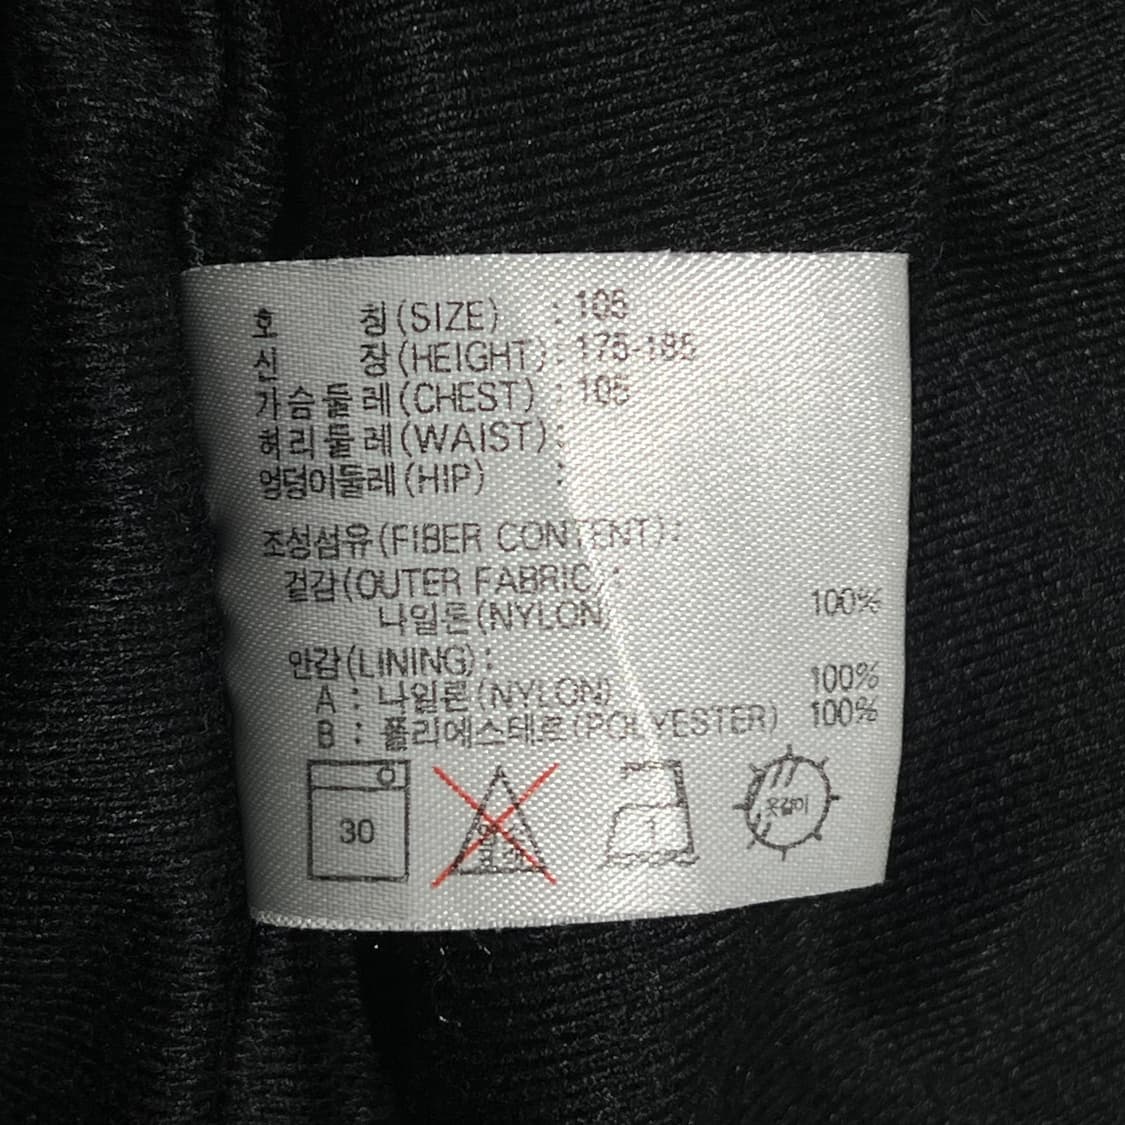 호 칭(SIZE) : 105
신 장(HEIGHT): 175-185
가슴둘레(CHEST) : 105
허리둘레(WAIST):
엉덩이둘레(HIP) :
조성섬유(FIBER CONTENT):
겉감(OUTER FABRIC):
나일론(NYLON) 100%
안감(LINING):
A : 나일론(NYLON) 100%
B : 폴리에스테르(POLYESTER) 100%
30
옷걸이